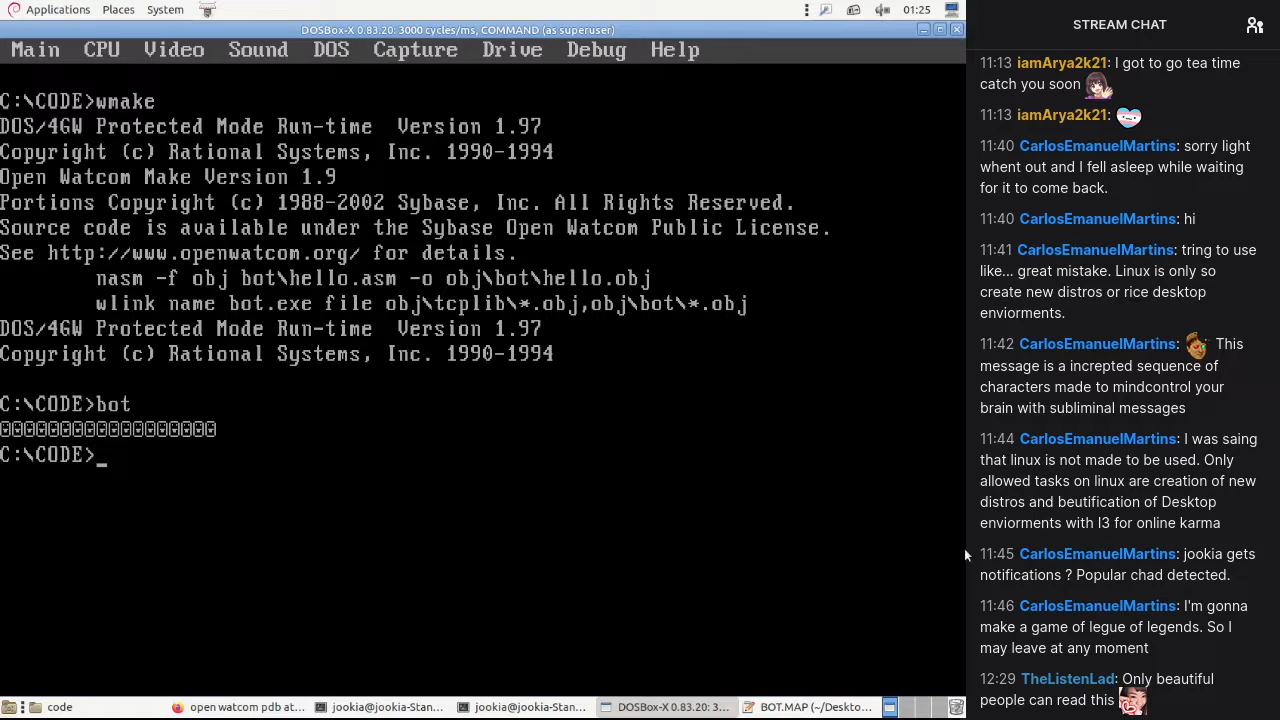 Applications Places System 01:25
DOSBox-X 0.83.20: 3000 cycles/ms, COMMAND (as superuser)
Main CPU Video Sound DOS Capture Drive Debug Help
C:\CODE>wmake
DOS/4GW Protected Mode Run-time  Version 1.97
Copyright (c) Rational Systems, Inc. 1990-1994
Open Watcom Make Version 1.9
Portions Copyright (c) 1988-2002 Sybase, Inc. All Rights Reserved.
Source code is available under the Sybase Open Watcom Public License.
See http://www.openwatcom.org/ for details.
nasm -f obj bot\hello.asm -o obj\bot\hello.obj
wlink name bot.exe file obj\tcplib\*.obj,obj\bot\*.obj
DOS/4GW Protected Mode Run-time  Version 1.97
Copyright (c) Rational Systems, Inc. 1990-1994
C:\CODE>bot
C:\CODE>_
code open watcom pdb at... jookia@jookia-Stan... jookia@jookia-Stan... DOSBox-X 0.83.20: 3... BOT.MAP (~/Deskto...
STREAM CHAT
11:13 iamArya2k21: I got to go tea time
catch you soon
11:13 iamArya2k21:
11:40 CarlosEmanuelMartins: sorry light
whent out and I fell asleep while waiting
for it to come back.
11:40 CarlosEmanuelMartins: hi
11:41 CarlosEmanuelMartins: tring to use
like... great mistake. Linux is only so
create new distros or rice desktop
enviorments.
11:42 CarlosEmanuelMartins: This
message is a increpted sequence of
characters made to mindcontrol your
brain with subliminal messages
11:44 CarlosEmanuelMartins: I was saing
that linux is not made to be used. Only
allowed tasks on linux are creation of new
distros and beutification of Desktop
enviorments with I3 for online karma
11:45 CarlosEmanuelMartins: jookia gets
notifications ? Popular chad detected.
11:46 CarlosEmanuelMartins: I'm gonna
make a game of legue of legends. So I
may leave at any moment
12:29 TheListenLad: Only beautiful
people can read this